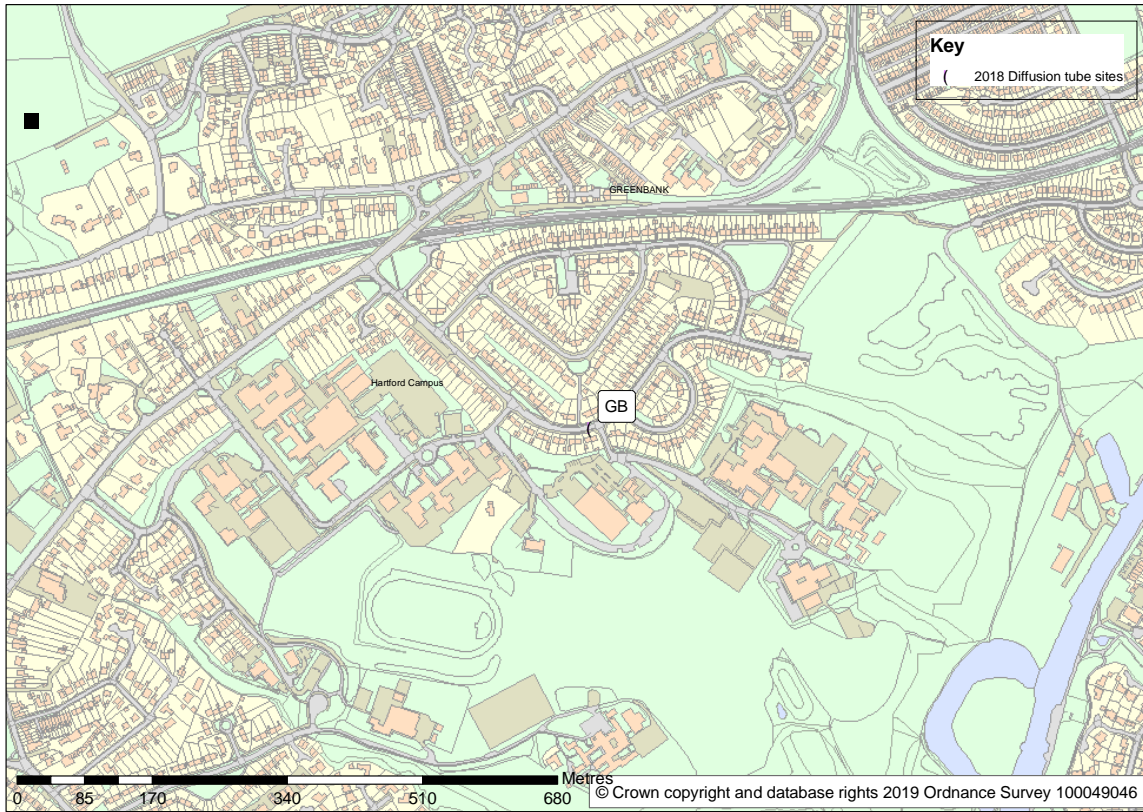 Key
2018 Diffusion tube sites
GREENBANK
Hartford Campus
GB
Metres
0 85 170 340 510 680
© Crown copyright and database rights 2019 Ordnance Survey 100049046